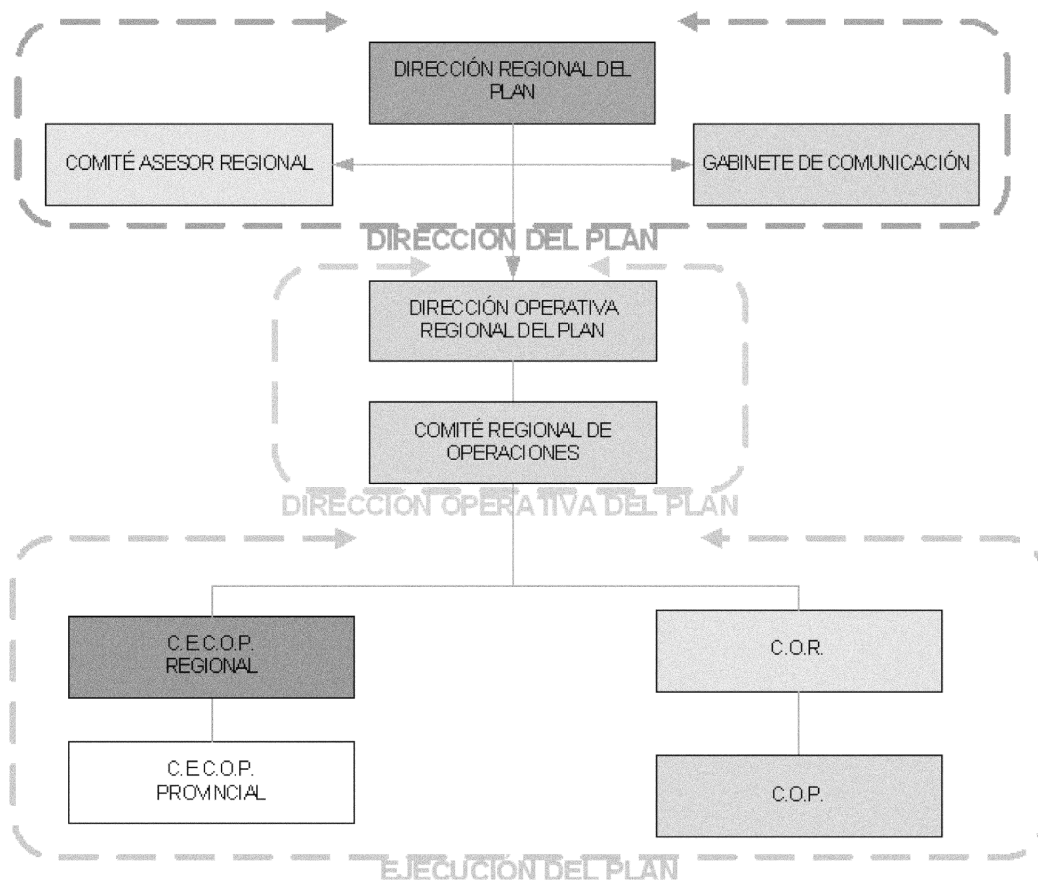 DIRECCIÓN REGIONAL DEL
PLAN
COMITÉ ASESOR REGIONAL
GABINETE DE COMUNICACIÓN
DIRECCION DEL PLAN
DIRECCIÓN OPERATIVA
REGIONAL DEL PLAN
COMITÉ REGIONAL DE
OPERACIONES
DIRECCION OPERATIVA DEL PLAN
C.E.C.O.P.
REGIONAL
C.O.R.
C.E.C.O.P.
PROVINCIAL
C.O.P.
EJECUCIÓN DEL PLAN